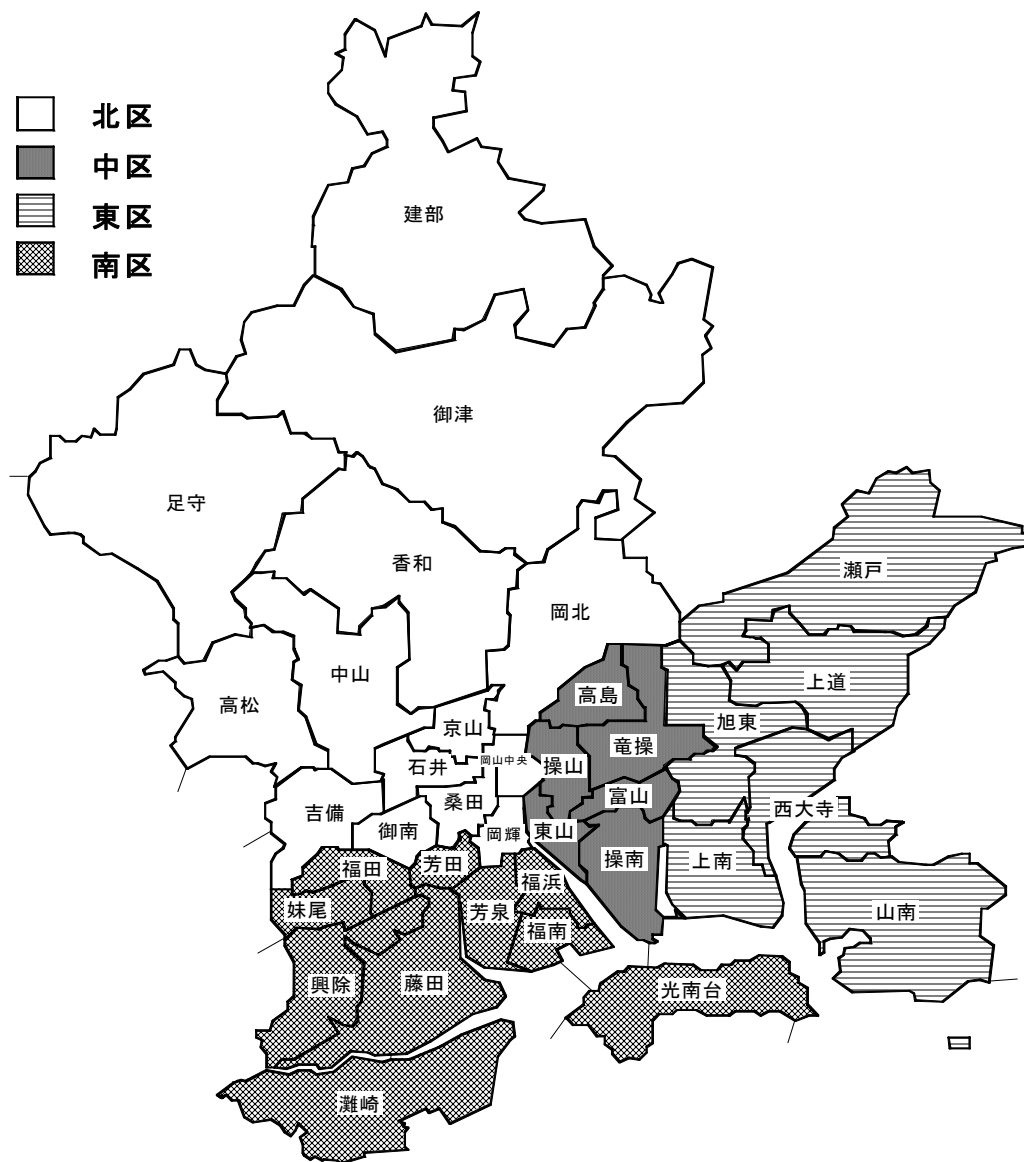 北区
中区
東区
南区
建部
御津
足守
香和
瀬戸
岡北
中山
上道
高島
高松
旭東
京山
竜操
岡山中央
石井
操山
富山
桑田
吉備
西大寺
御南
岡輝
東山
操南
上南
芳田
福田
福浜
妹尾
芳泉
山南
福南
興除
藤田
光南台
灘崎